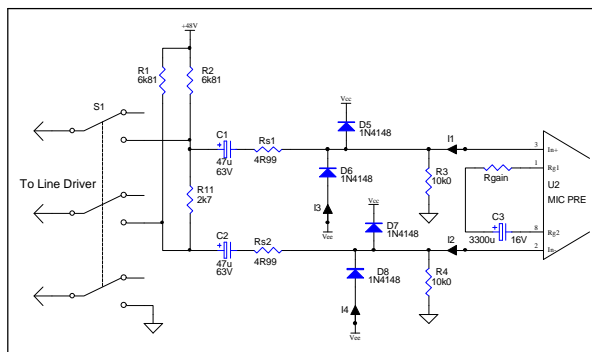 +48V
R1
6k81
R2
6k81
S1
To Line Driver
C1
+
47u
63V
Rs1
4R99
Vcc
D5
1N4148
D6
1N4148
I3
Vcc
I1
R3
10k0
3
In+
1
Rg1
Rgain
U2
MIC PRE
R11
2k7
C3
+
3300u
16V
8
Rg2
2
In-
C2
+
47u
63V
Rs2
4R99
Vcc
D7
1N4148
D8
1N4148
I4
Vcc
I2
R4
10k0